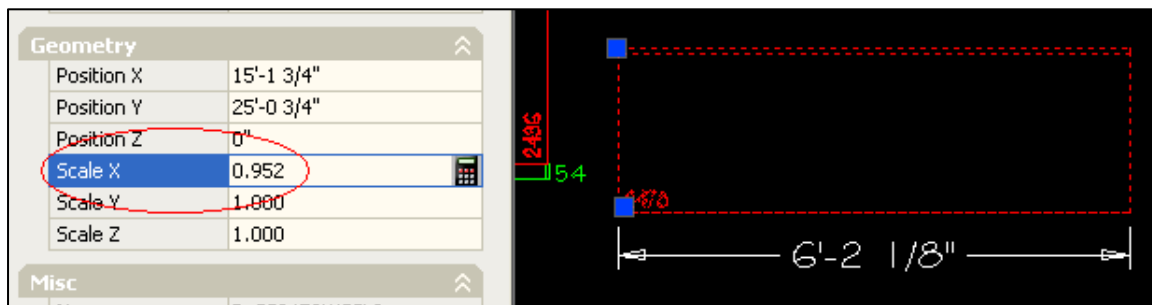 Geometry
Position X 15'-1 3/4"
Position Y 25'-0 3/4"
Position Z 0"
Scale X 0.952
Scale Y 1.000
Scale Z 1.000
Misc
54
6'-2 1/8"